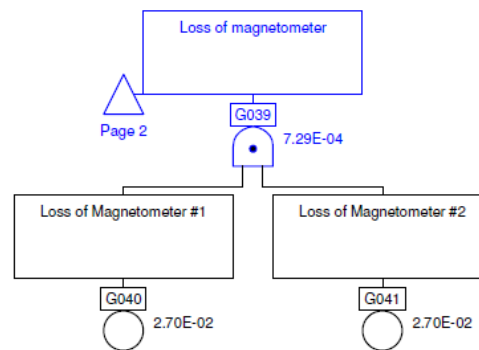 Loss of magnetometer
Page 2
G039
7.29E-04
Loss of Magnetometer #1
Loss of Magnetometer #2
G040
2.70E-02
G041
2.70E-02